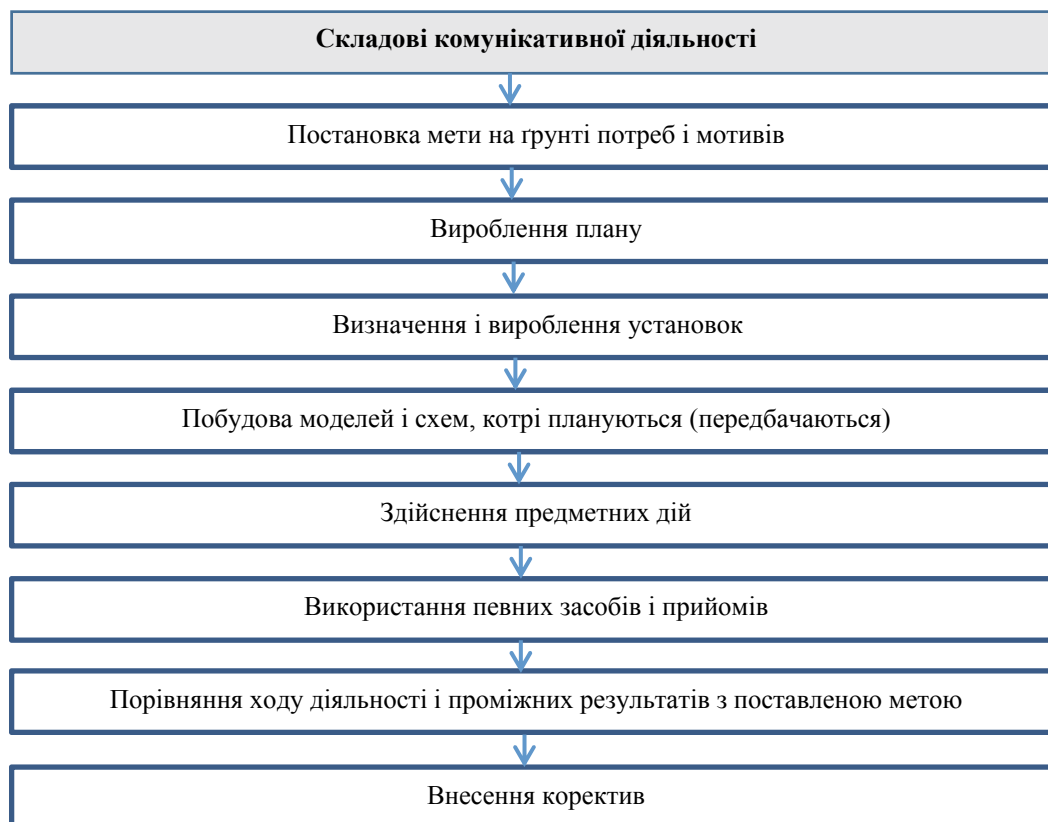 Складові комунікативної діяльності
Постановка мети на ґрунті потреб і мотивів
Вироблення плану
Визначення і вироблення установок
Побудова моделей і схем, котрі плануються (передбачаються)
Здійснення предметних дій
Використання певних засобів і прийомів
Порівняння ходу діяльності і проміжних результатів з поставленою метою
Внесення коректив